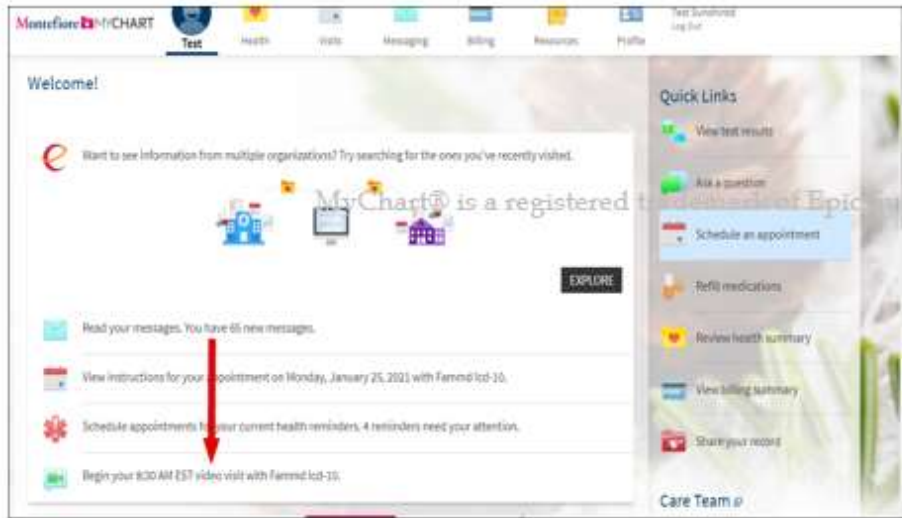 Montefiore MYCHART
Test
Health
Visits
Messaging
Billing
Resources
Profile
Test Sunshined
Log Out
Welcome!
Want to see information from multiple organizations? Try searching for the ones you've recently visited.
EXPLORE
Read your messages. You have 65 new messages.
View instructions for your appointment on Monday, January 25, 2021 with Fammd Icd-10.
Schedule appointments for your current health reminders. 4 reminders need your attention.
Begin your 8:30 AM EST video visit with Fammd Icd-10.
MyChart® is a registered trademark of Epic
Quick Links
View test results
Ask a question
Schedule an appointment
Refill medications
Review health summary
View billing summary
Share your record
Care Team